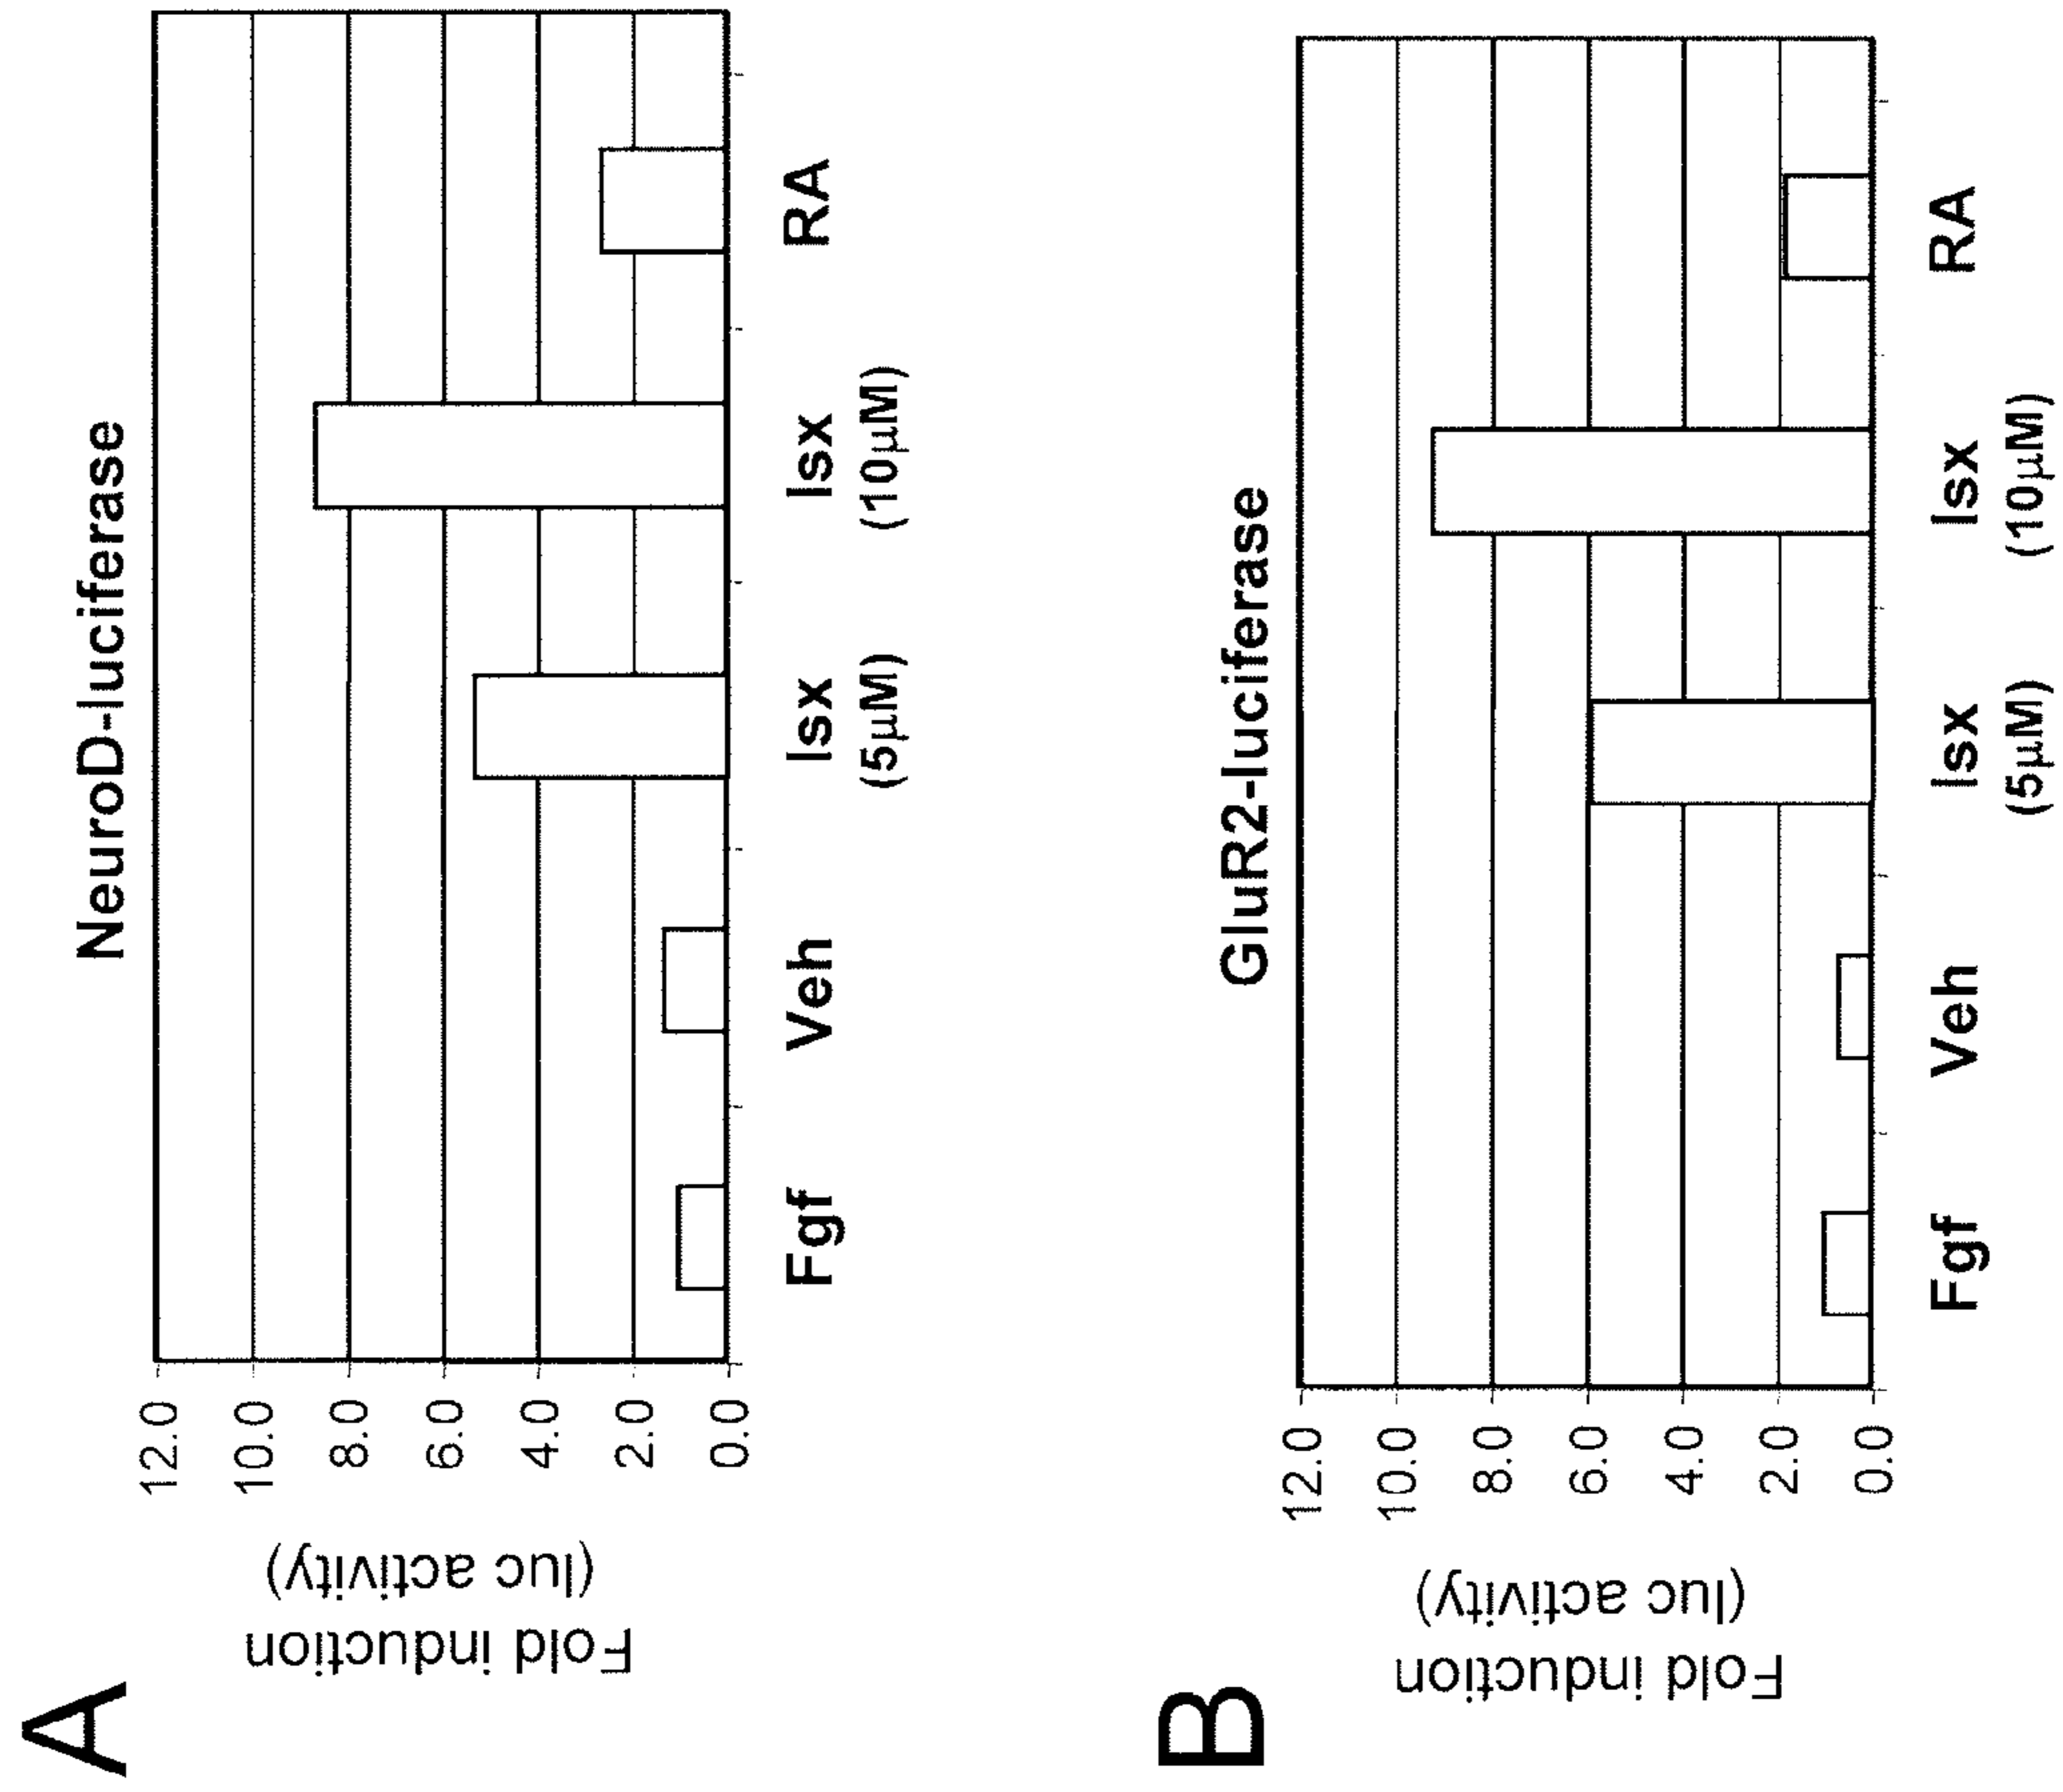 A
NeuroD-luciferase
Fold induction
(luc activity)
12.0
10.0
8.0
6.0
4.0
2.0
0.0
Fgf Veh Isx Isx RA
(5µM) (10µM)
B
GluR2-luciferase
Fold induction
(luc activity)
12.0
10.0
8.0
6.0
4.0
2.0
0.0
Fgf Veh Isx Isx RA
(5µM) (10µM)